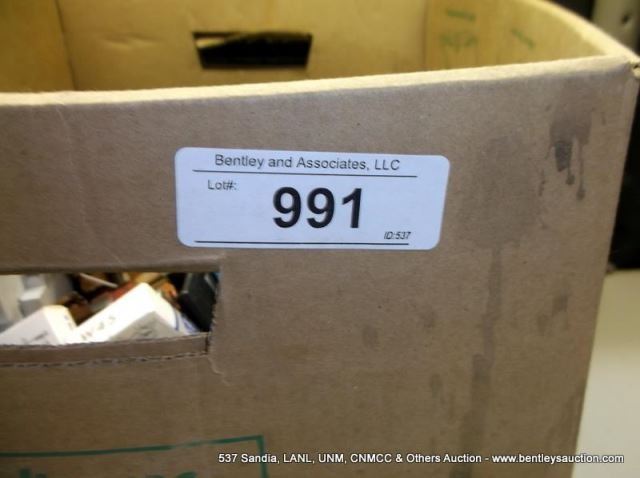 Bentley and Associates, LLC
Lot#:
991
ID:537
537 Sandia, LANL, UNM, CNMCC & Others Auction - www.bentleysauction.com